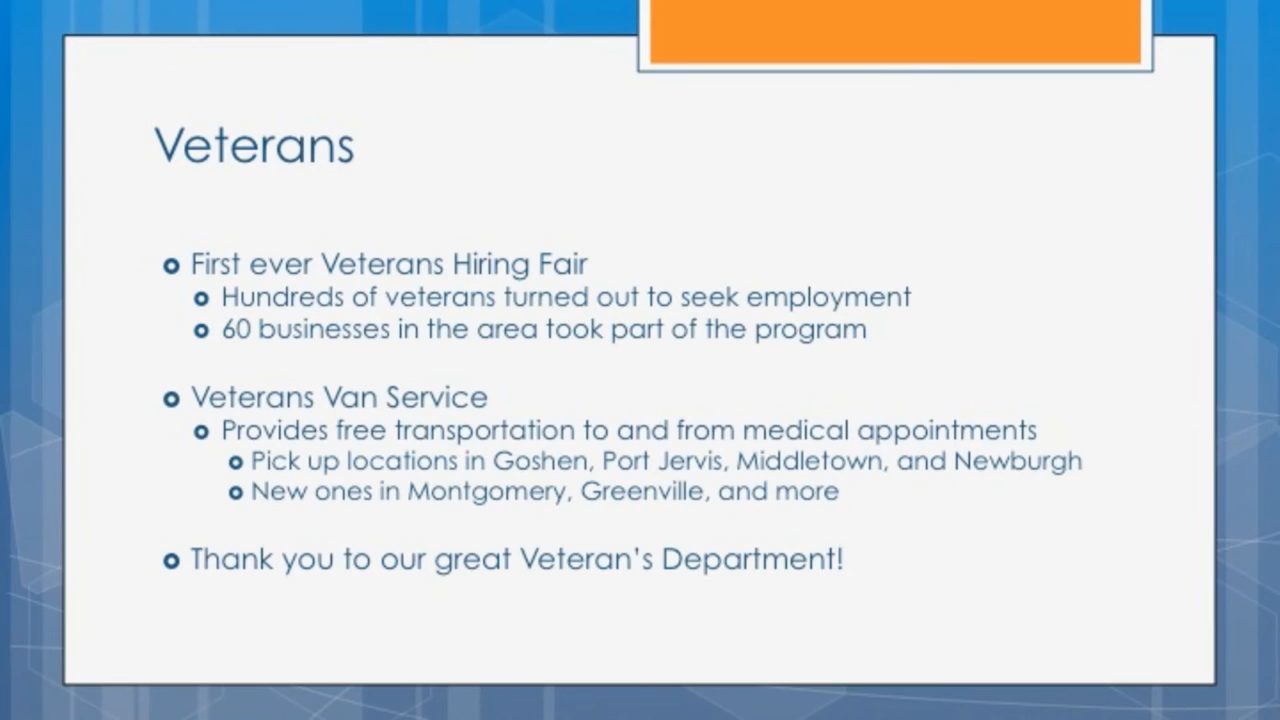 Veterans
First ever Veterans Hiring Fair
Hundreds of veterans turned out to seek employment
60 businesses in the area took part of the program
Veterans Van Service
Provides free transportation to and from medical appointments
Pick up locations in Goshen, Port Jervis, Middletown, and Newburgh
New ones in Montgomery, Greenville, and more
Thank you to our great Veteran’s Department!